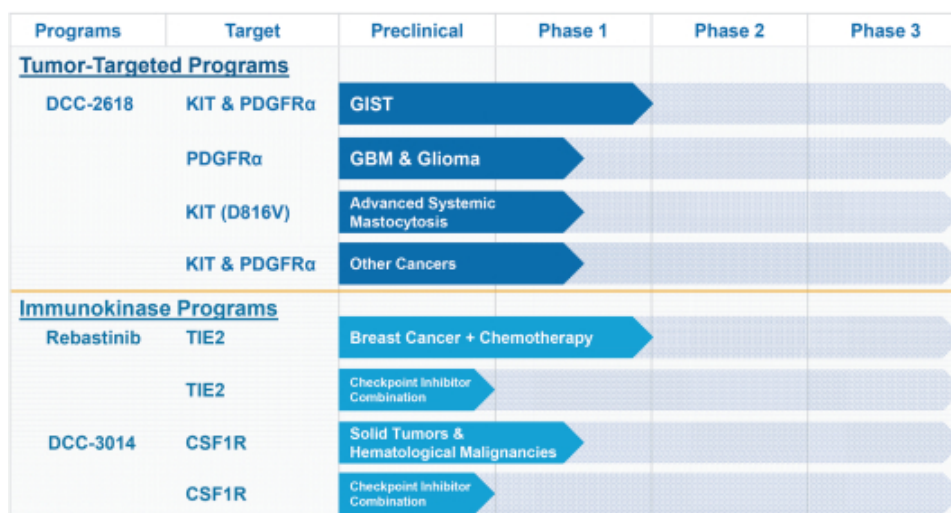 Programs Target Preclinical Phase 1 Phase 2 Phase 3
Tumor-Targeted Programs
DCC-2618 KIT & PDGFRα GIST
PDGFRα GBM & Glioma
KIT (D816V) Advanced Systemic
Mastocytosis
KIT & PDGFRα Other Cancers
Immunokinase Programs
Rebastinib TIE2 Breast Cancer + Chemotherapy
TIE2 Checkpoint Inhibitor
Combination
DCC-3014 CSF1R Solid Tumors &
Hematological Malignancies
CSF1R Checkpoint Inhibitor
Combination